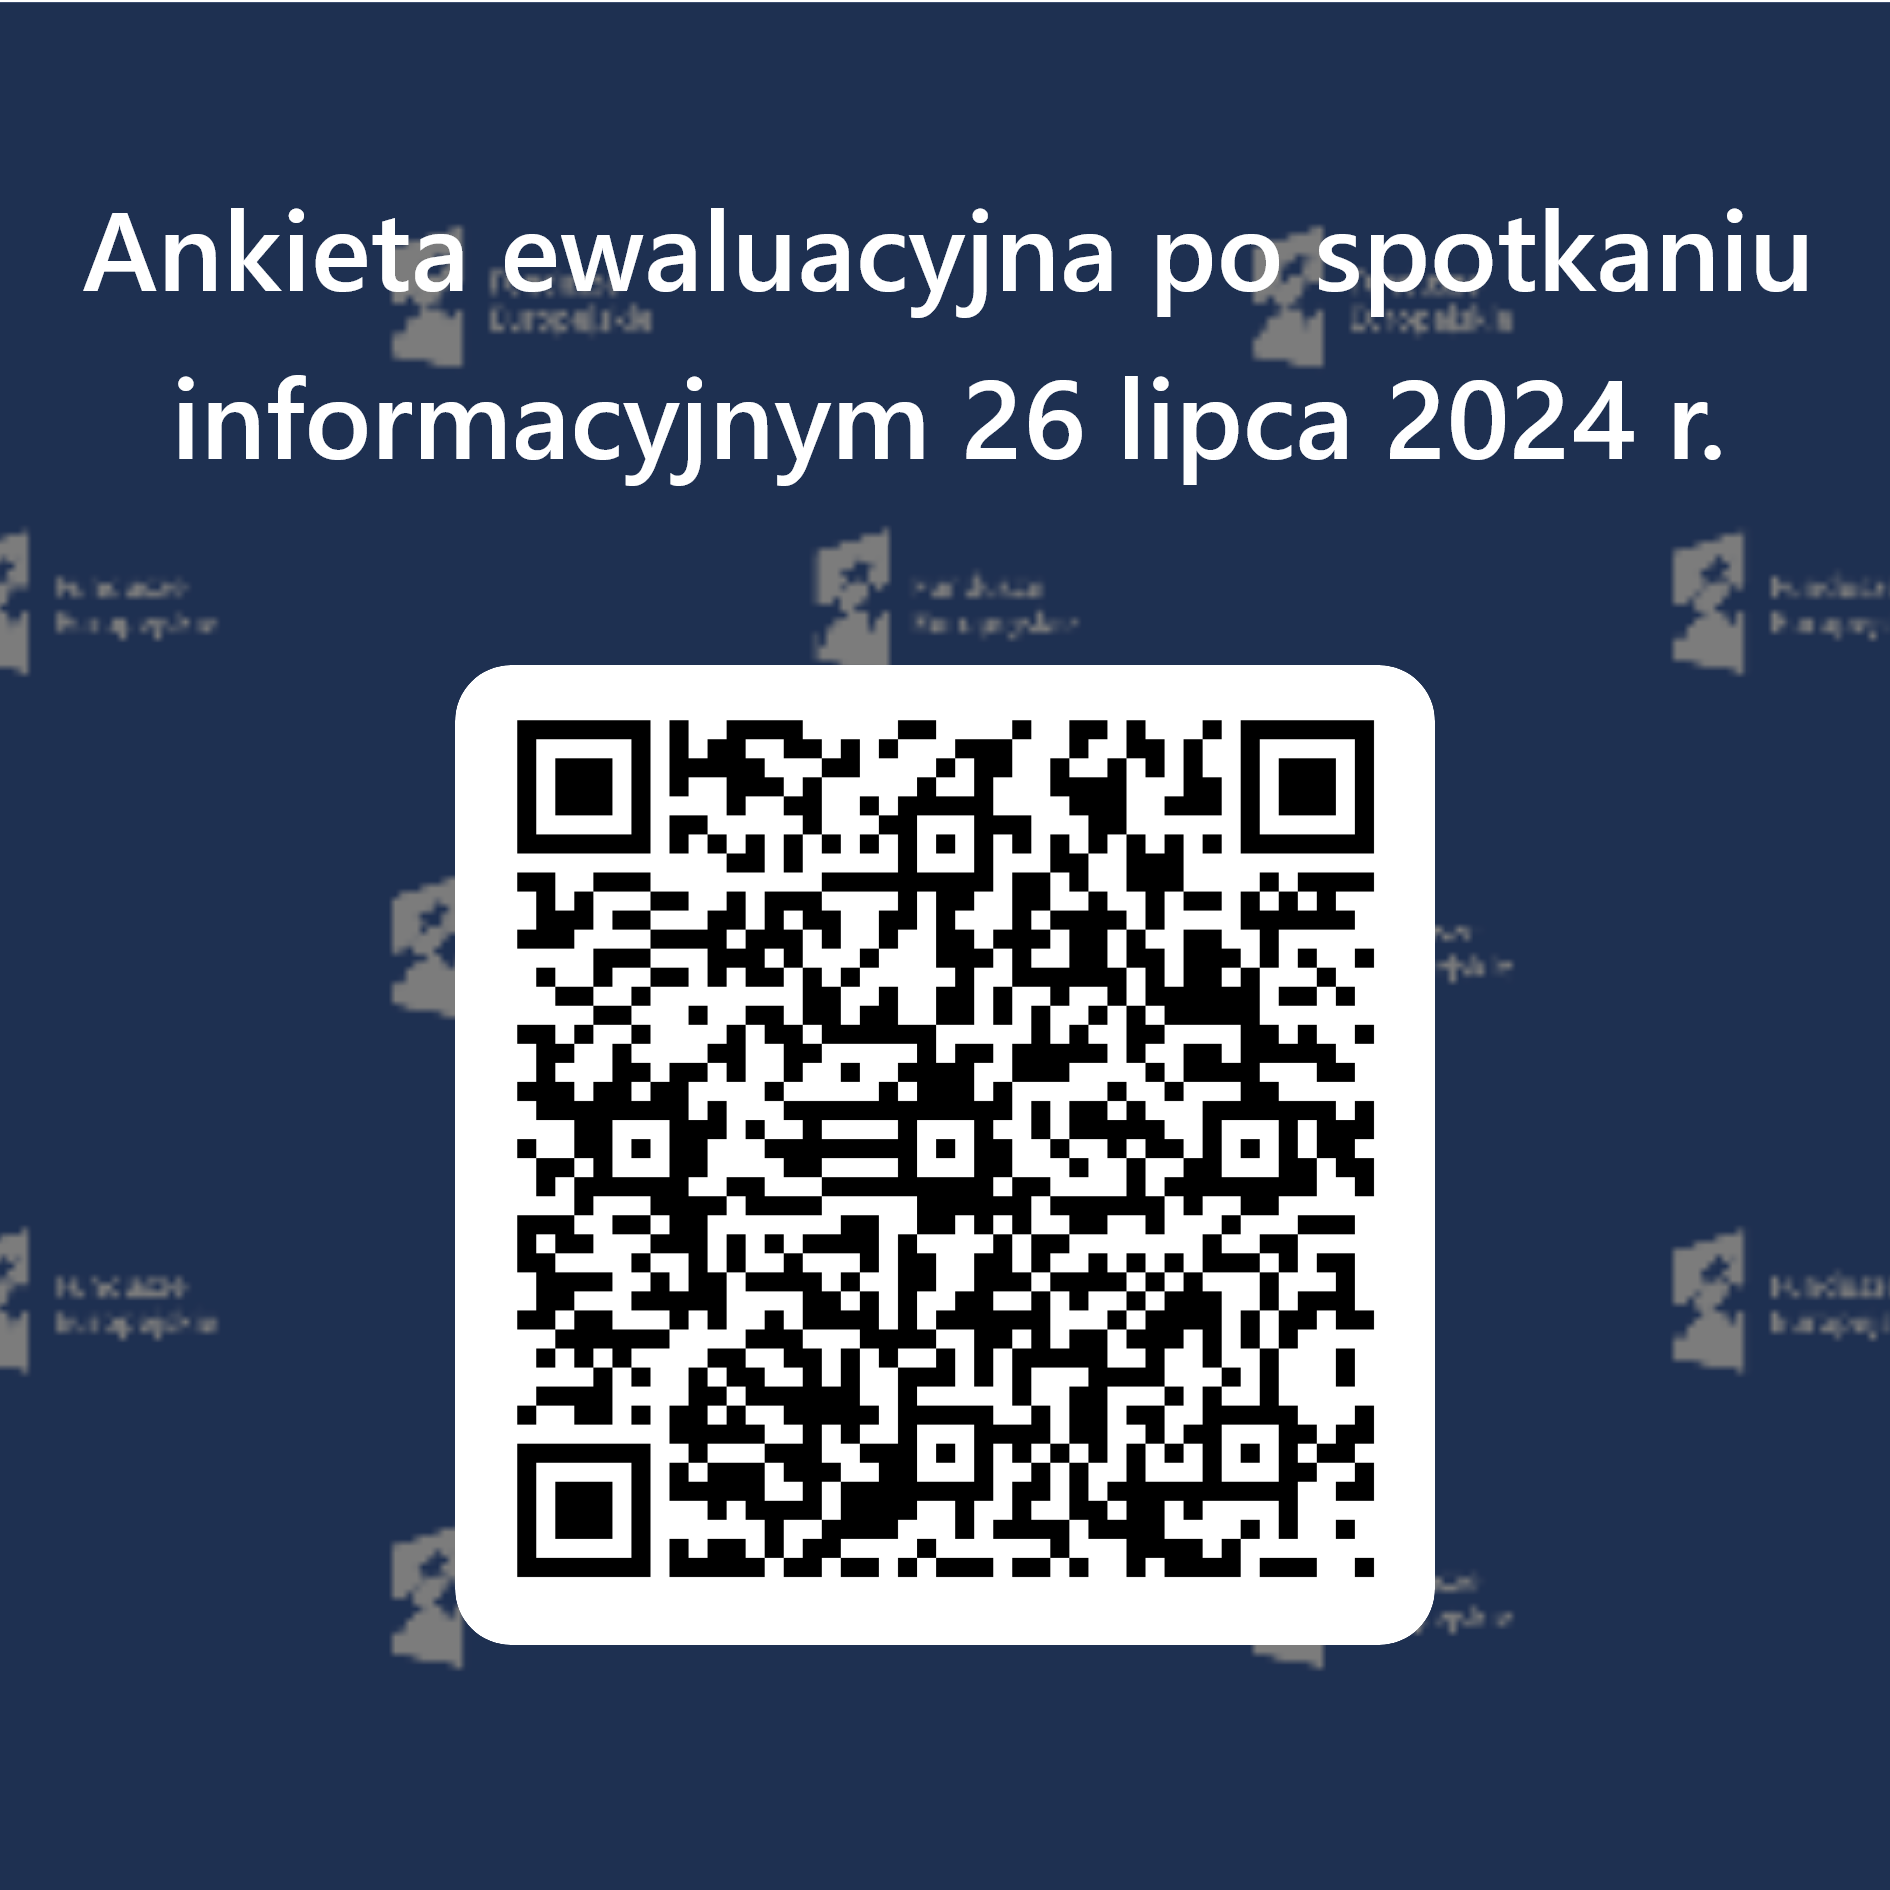 Ankieta ewaluacyjna po spotkaniu
informacyjnym 26 lipca 2024 r.